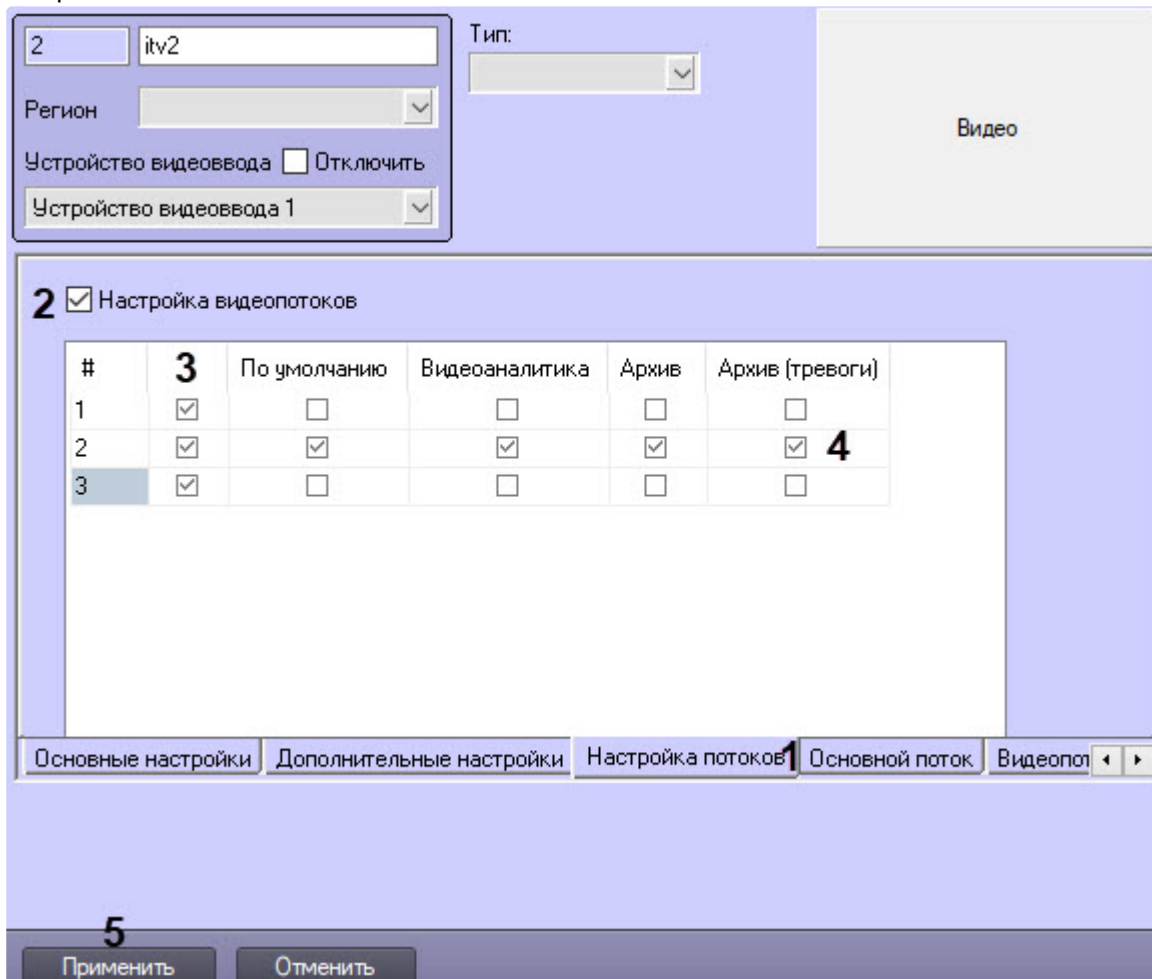 2 itv2
Тип:
Регион
Видео
Устройство видеоввода Отключить
Устройство видеоввода 1
2 Настройка видеопотоков
# 3 По умолчанию Видеоаналитика Архив Архив (тревоги)
1
2 4
3
Основные настройки Дополнительные настройки Настройка потоков 1 Основной поток Видеопот
5
Применить Отменить